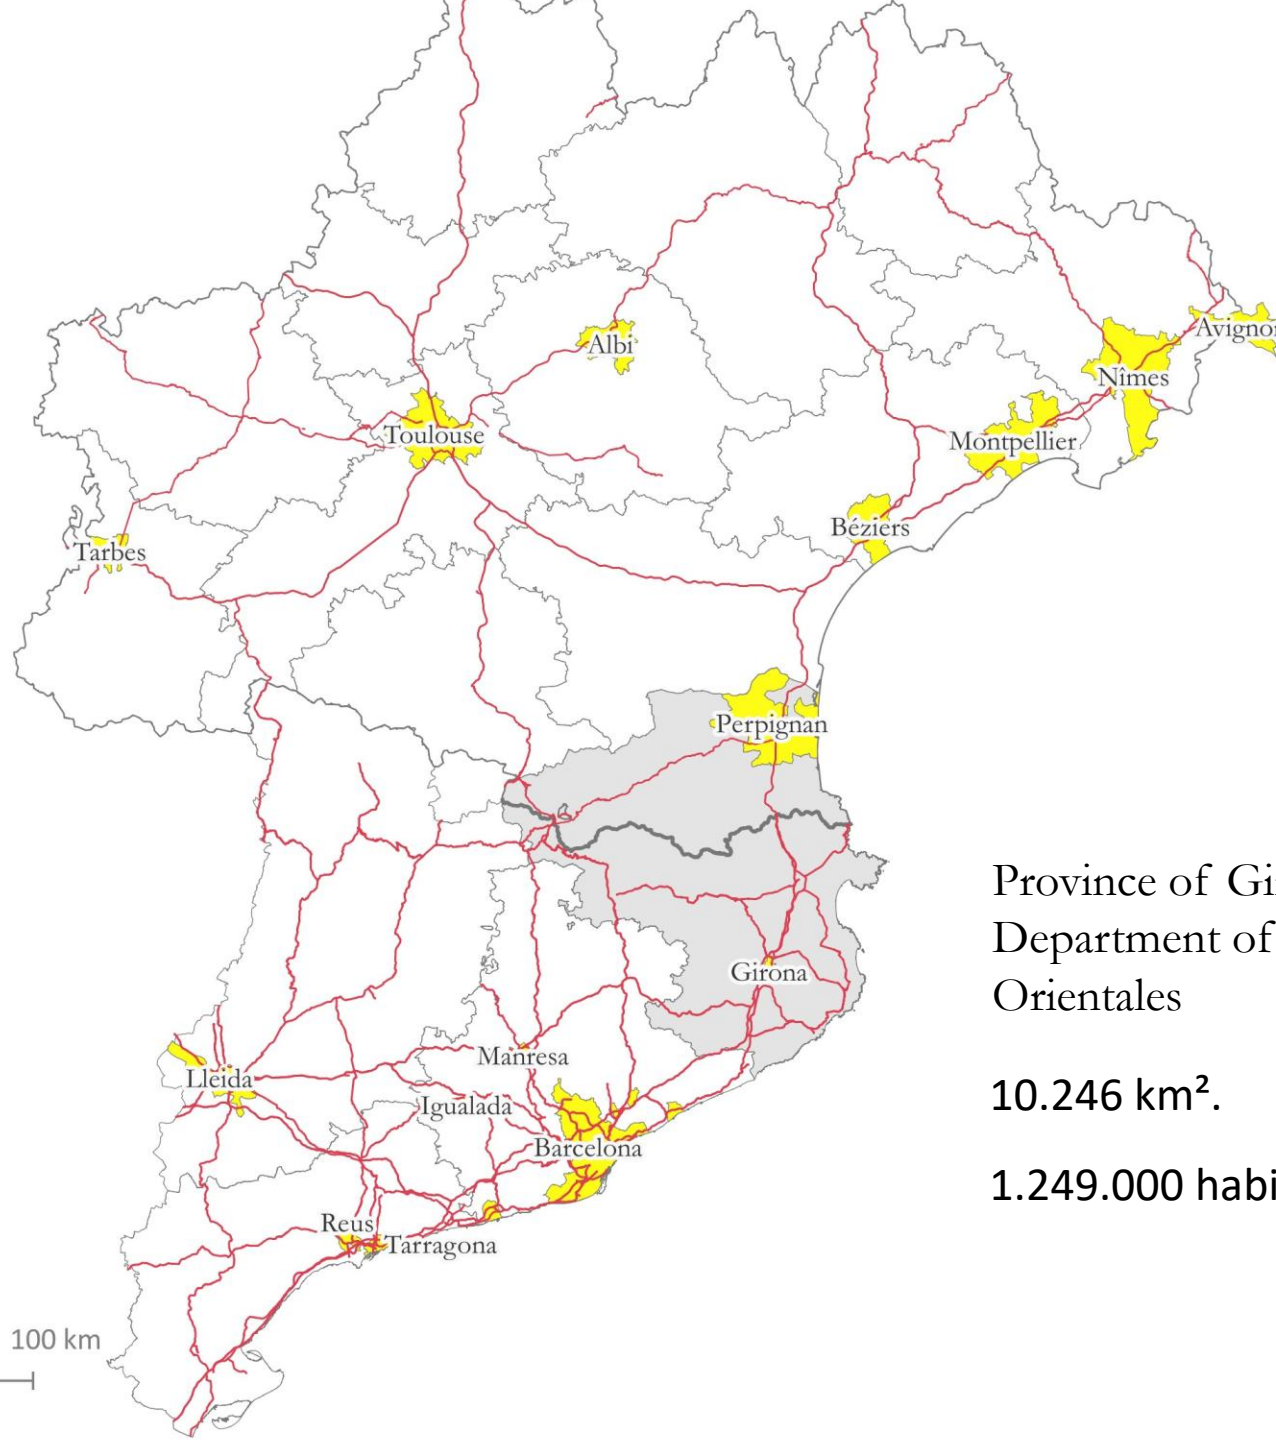 Albi
Avignon
Nîmes
Toulouse
Montpellier
Béziers
Tarbes
Perpignan
Province of Gi
Department of
Orientales
Girona
Manresa
Lleida
Igualada
10.246 km².
Barcelona
1.249.000 habi
Reus
Tarragona
100 km